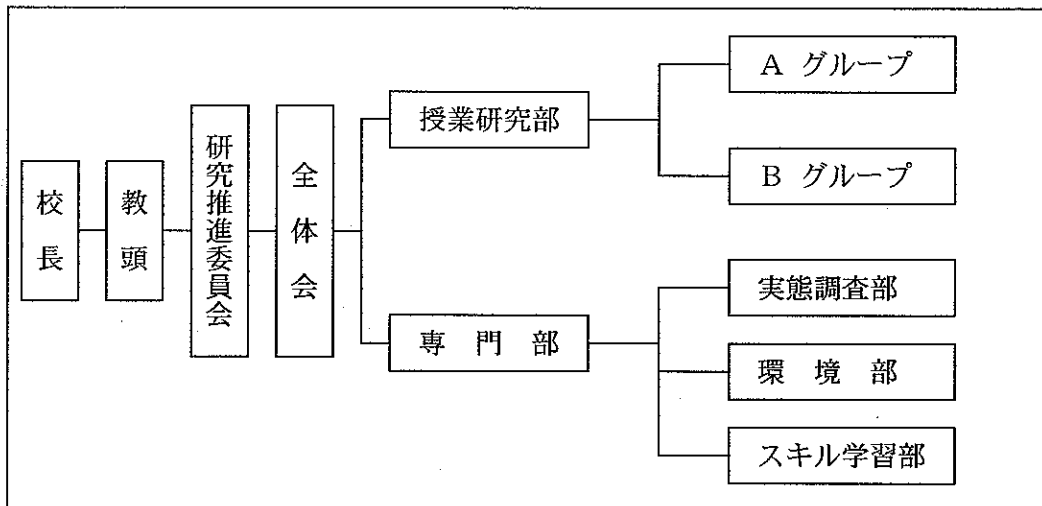 校長
教頭
研究推進委員会
全体会
授業研究部
A グループ
B グループ
専門部
実態調査部
環境部
スキル学習部